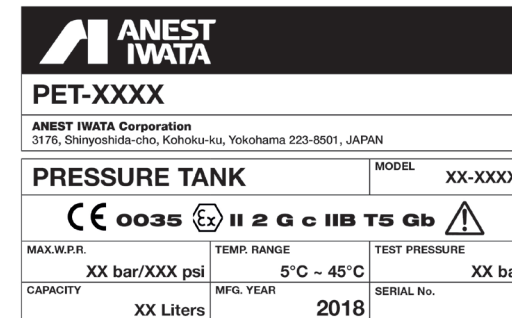 ANEST
IWATA
PET-XXXX
ANEST IWATA Corporation
3176, Shinyoshida-cho, Kohoku-ku, Yokohama 223-8501, JAPAN
PRESSURE TANK
MODEL
XX-XXXX
CE 0035 Ex II 2 G c IIB T5 Gb
MAX.W.P.R.
TEMP. RANGE
TEST PRESSURE
XX bar/XXX psi
5°C ~ 45°C
XX ba
CAPACITY
MFG. YEAR
SERIAL No.
XX Liters
2018